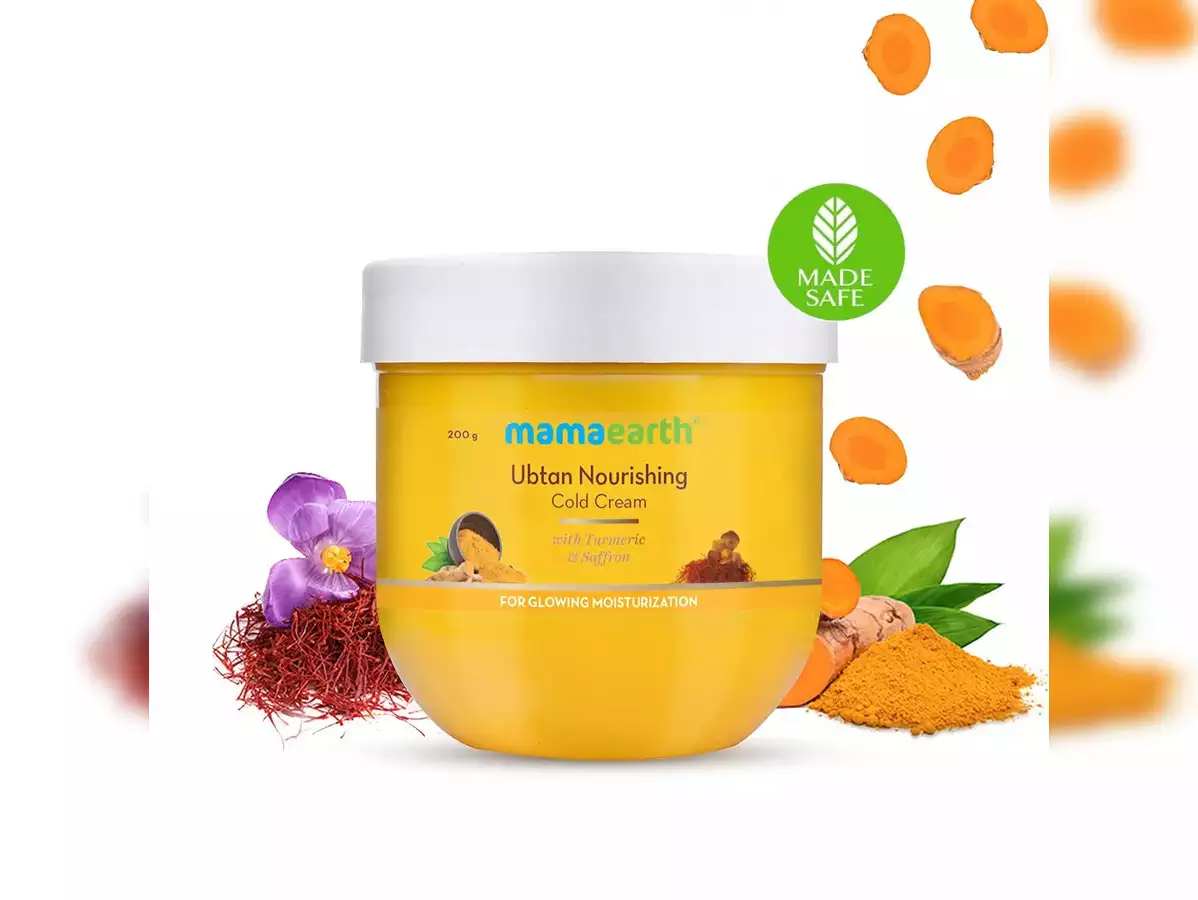 MADE
SAFE
200 g
mamaearth
Ubtan Nourishing
Cold Cream
with Turmeric
& Saffron
FOR GLOWING MOISTURIZATION